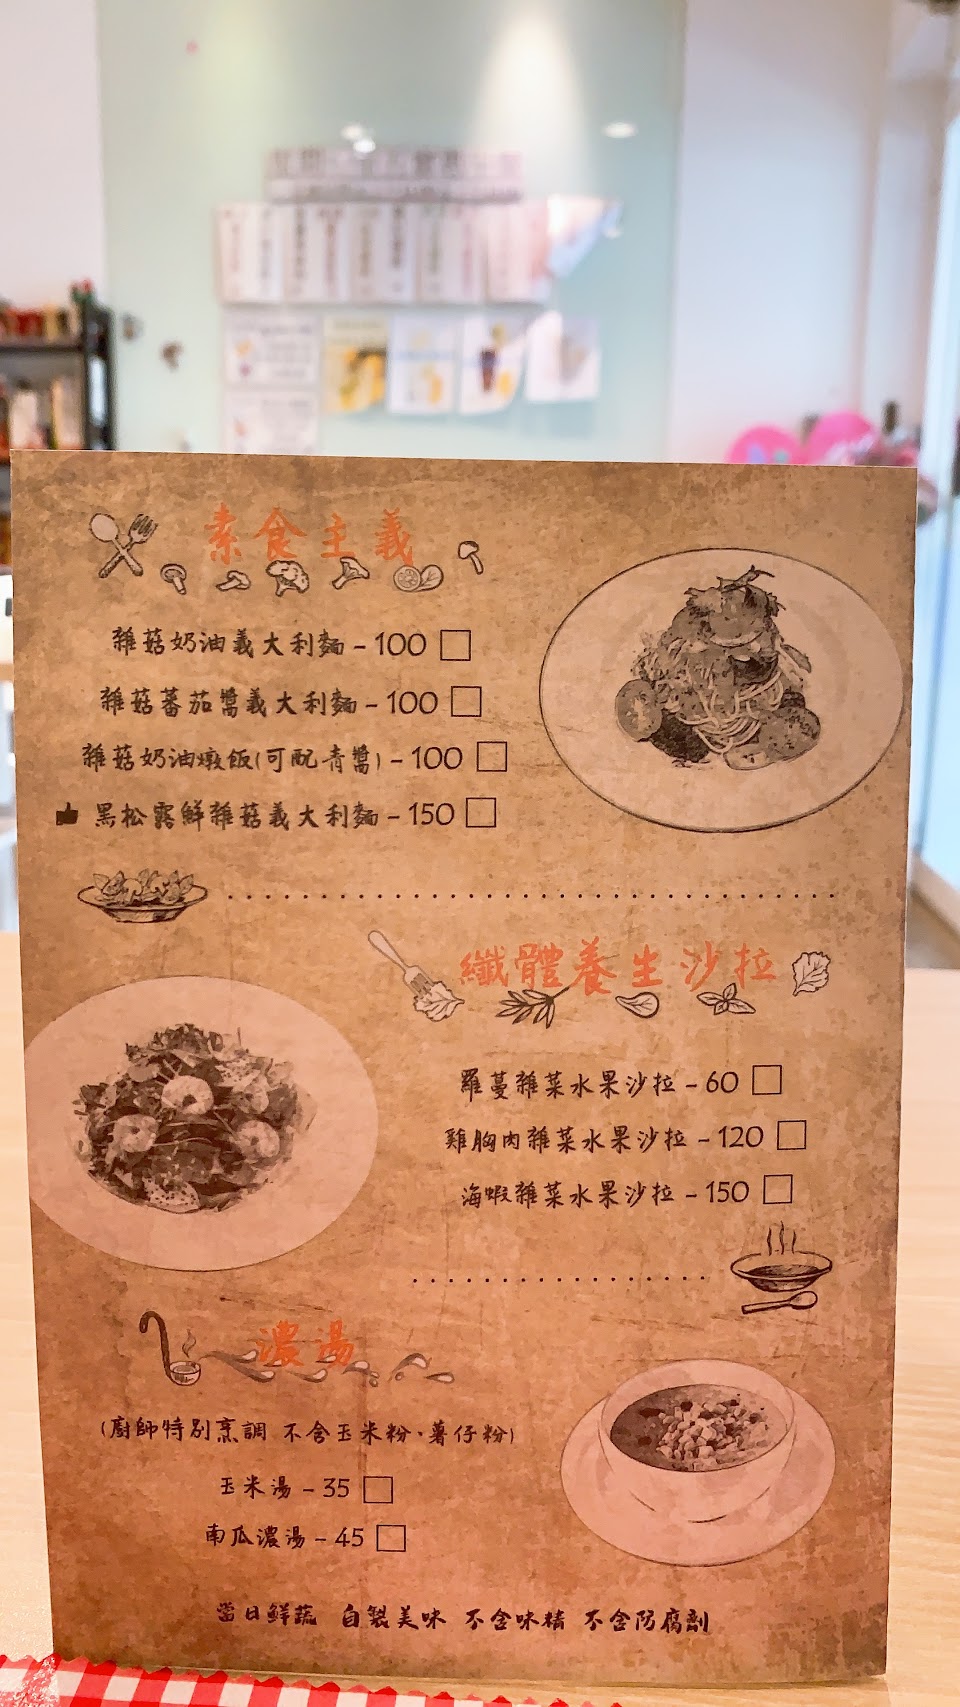 素食主義
雜菇奶油義大利麵 - 100 □
雜菇蕃茄醬義大利麵 - 100 □
雜菇奶油燉飯(可配青醬) - 100 □
黑松露鮮雜菇義大利麵 - 150 □
纖體養生沙拉
羅蔓雜菜水果沙拉 - 60 □
雞胸肉雜菜水果沙拉 - 120 □
海蝦雜菜水果沙拉 - 150 □
濃湯
(廚師特別烹調 不含玉米粉、薯仔粉)
玉米湯 - 35 □
南瓜濃湯 - 45 □
當日鮮蔬 自製美味 不含味精 不含防腐劑